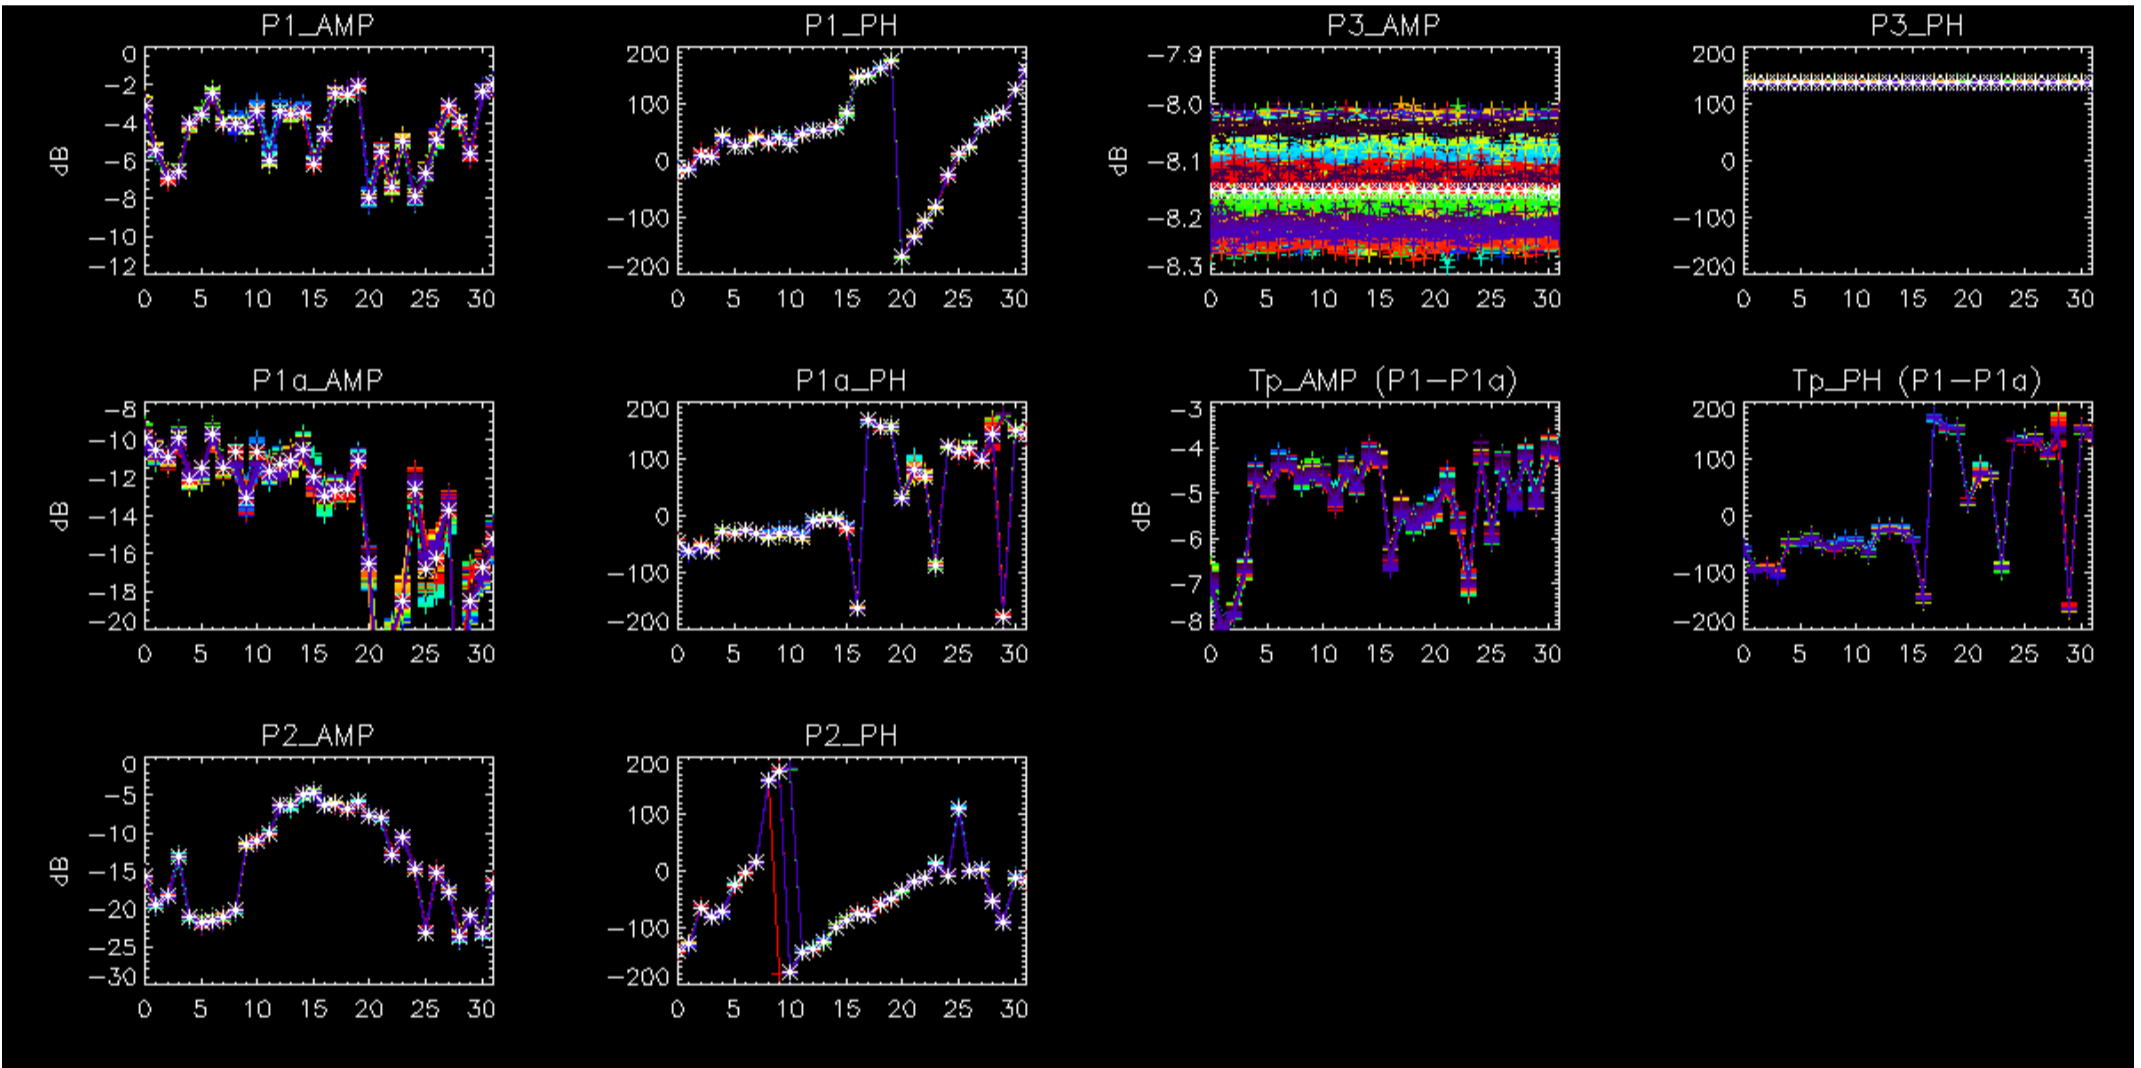 P1_AMP P1_PH P3_AMP P3_PH
0 200 −7.9 200
−2 100 −8.0 100
−4 0 −8.1 0
−6 −100 −8.2 −100
−8 −200 −8.3 −200
−10
−12
dB dB
0 5 10 15 20 25 30 0 5 10 15 20 25 30 0 5 10 15 20 25 30 0 5 10 15 20 25 30
P1a_AMP P1a_PH Tp_AMP (P1−P1a) Tp_PH (P1−P1a)
−8 200 −3 200
−10 100 −4 100
−12 0 −5 0
−14 −100 −6 −100
−16 −200 −7 −200
−18 −8
−20
dB dB
0 5 10 15 20 25 30 0 5 10 15 20 25 30 0 5 10 15 20 25 30 0 5 10 15 20 25 30
P2_AMP P2_PH
0 200
−5 100
−10 0
−15 −100
−20 −200
−25
−30
dB
0 5 10 15 20 25 30 0 5 10 15 20 25 30